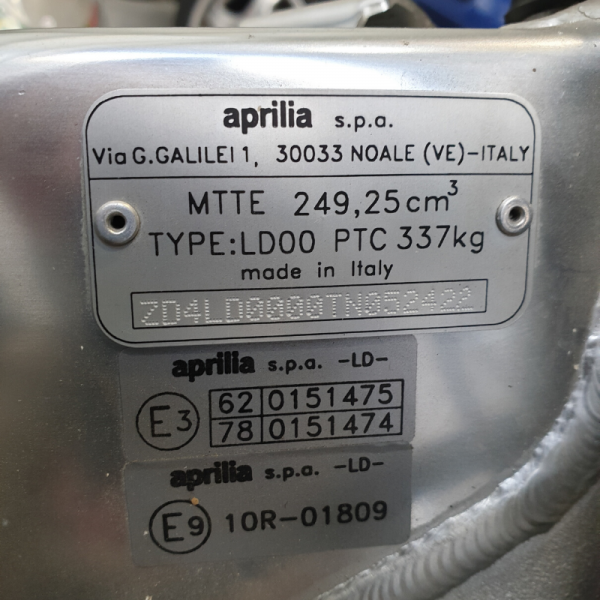 aprilia s.p.a.
Via G.GALILEI 1, 30033 NOALE (VE)-ITALY
MTTE 249,25cm³
TYPE:LD00 PTC 337kg
made in Italy
ZD4LD0000TN052422
aprilia s.p.a. -LD-
E3 62 0151475
78 0151474
aprilia s.p.a. -LD-
E9 10R-01809